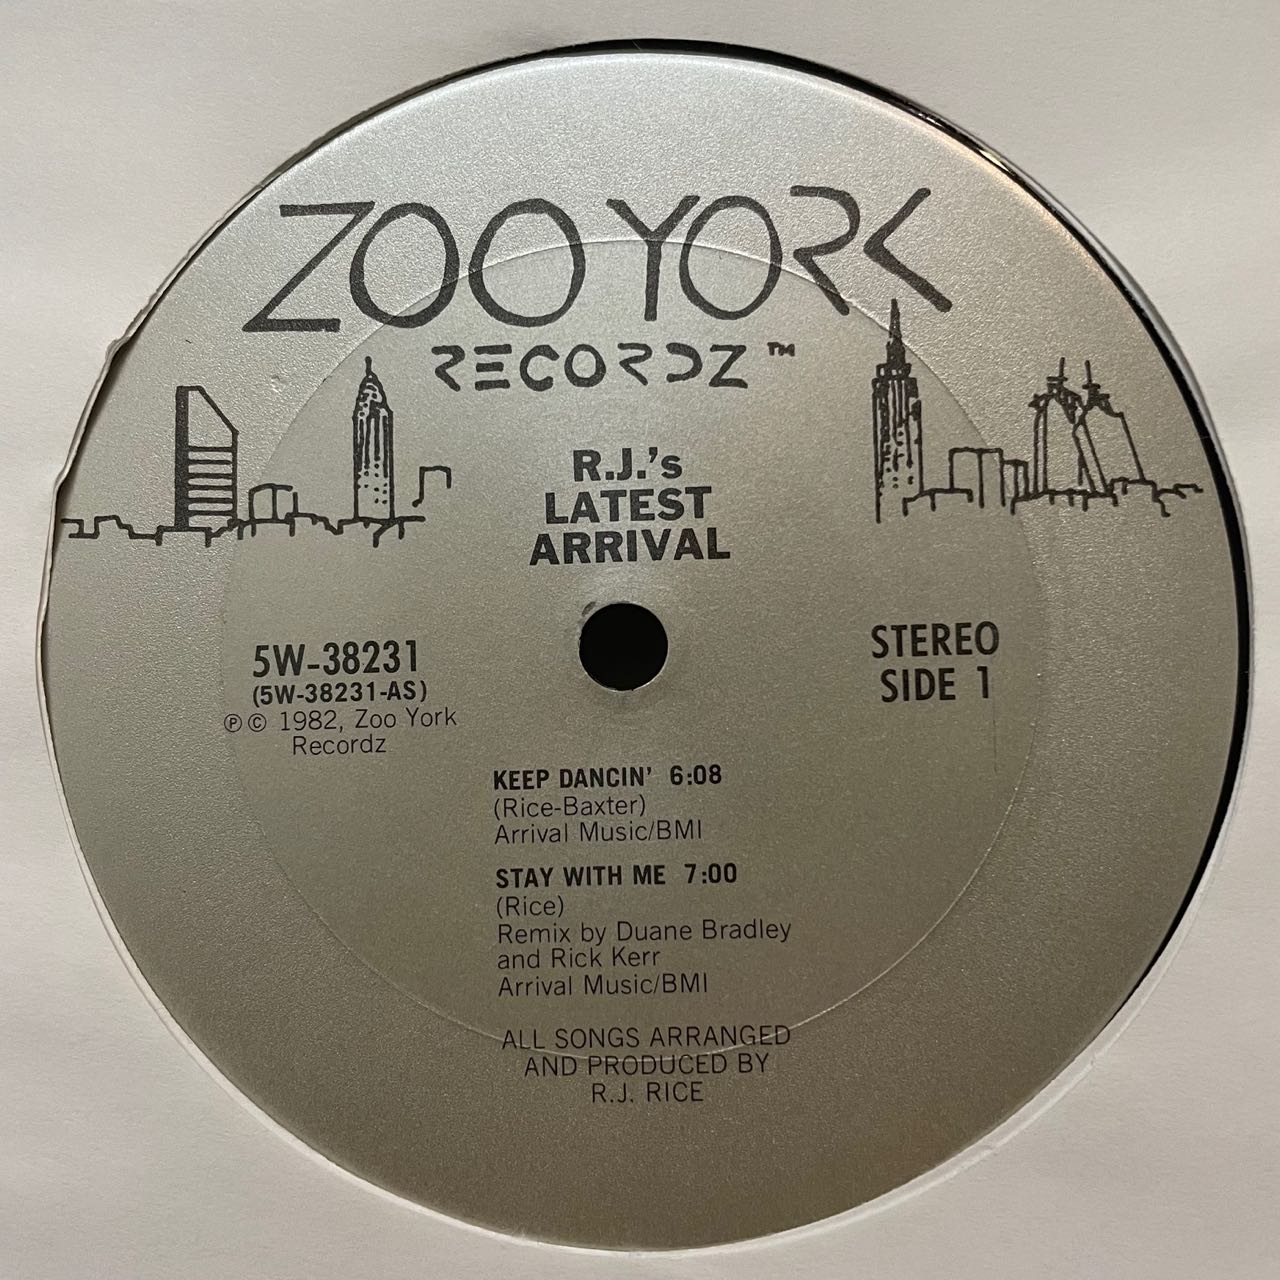 ZOO YORK
RECORDZ™
R.J.'s
LATEST
ARRIVAL
5W-38231
(5W-38231-AS)
℗ © 1982, Zoo York
Recordz
STEREO
SIDE 1
KEEP DANCIN' 6:08
(Rice-Baxter)
Arrival Music/BMI
STAY WITH ME 7:00
(Rice)
Remix by Duane Bradley
and Rick Kerr
Arrival Music/BMI
ALL SONGS ARRANGED
AND PRODUCED BY
R.J. RICE